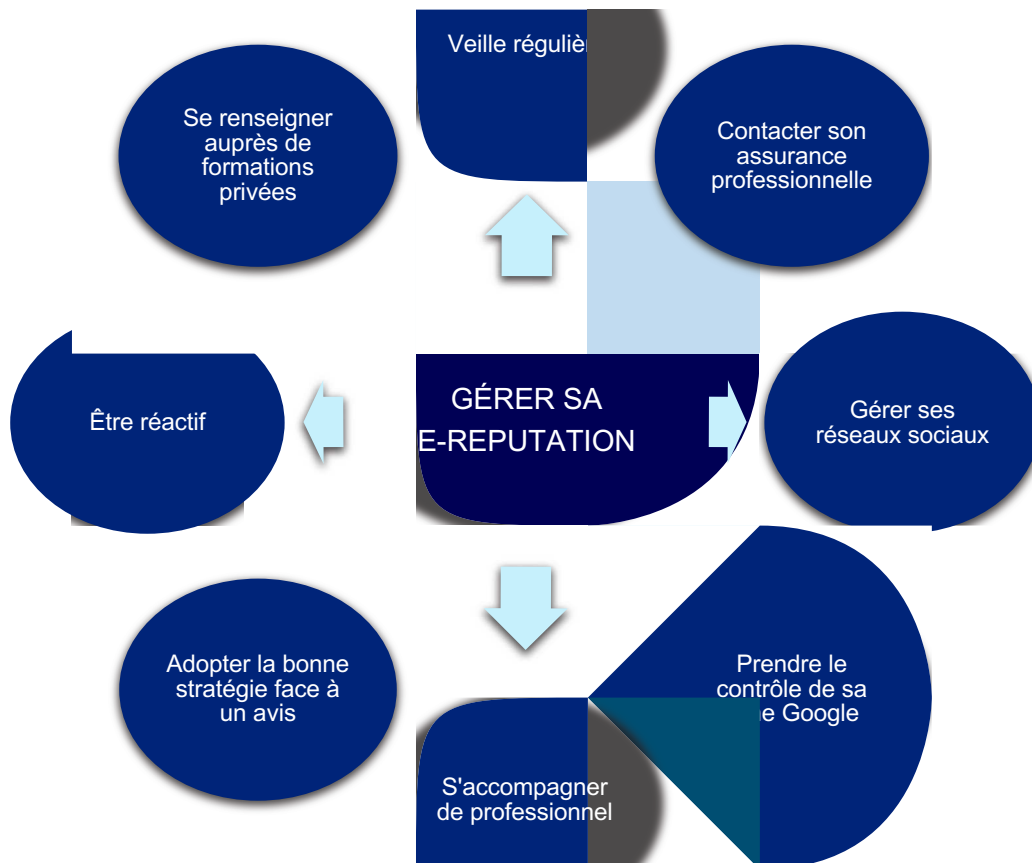 Veille
Se renseigner
auprès de
formations
privées
Contacter son
assurance
professionnelle
Être réactif
GÉRER SA
E-REPUTATION
Gérer ses
réseaux sociaux
Adopter la bonne
stratégie face à
un avis
Prendre le
contrôle de sa
Google
S'accompagner
de professionnel